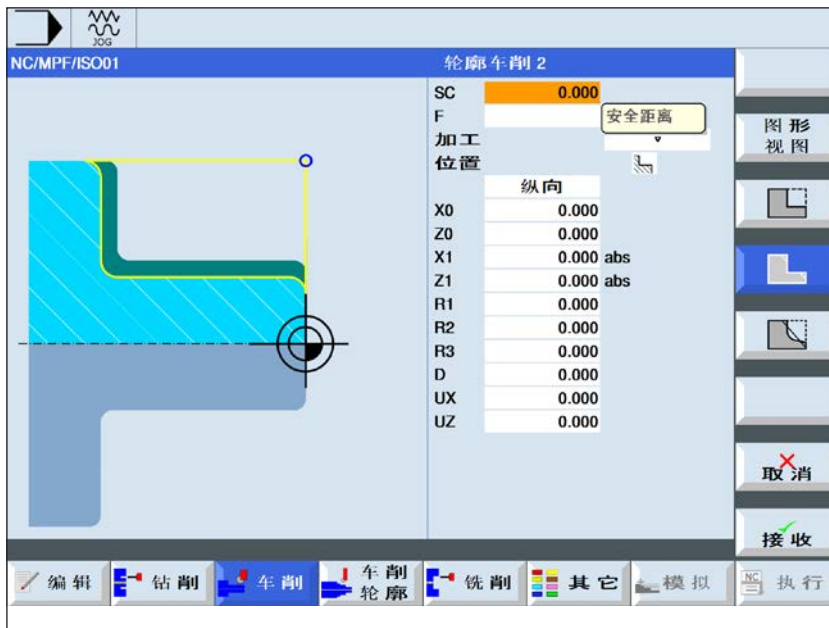 JOG
NC/MPF/ISO01
轮廓车削 2
SC 0.000
F
安全距离
加工
位置
纵向
X0 0.000
Z0 0.000
X1 0.000 abs
Z1 0.000 abs
R1 0.000
R2 0.000
R3 0.000
D 0.000
UX 0.000
UZ 0.000
图形
视图
取消
接收
编辑
钻削
车削
车削
轮廓
铣削
其它
模拟
NC
执行